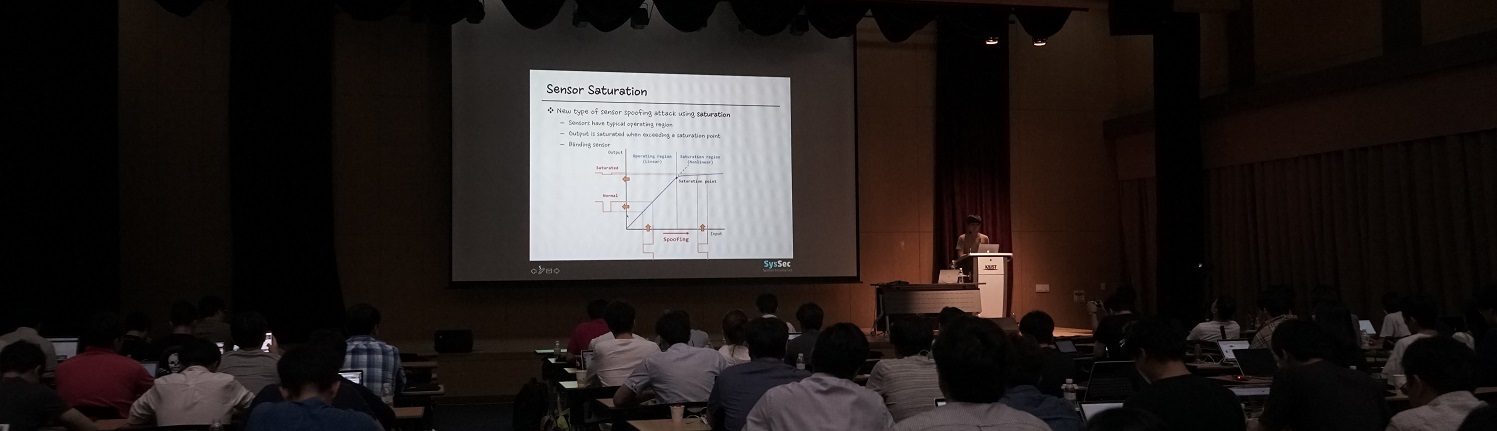 Sensor Saturation
❖ New type of sensor spoofing attack using saturation
– Sensors have typical operating region
– Output is saturated when exceeding a saturation point
– Blinding sensor
Output
Operating region
(Linear)
Saturation region
(Nonlinear)
Saturated
Saturation point
Normal
Input
Spoofing
SysSec
KAIST